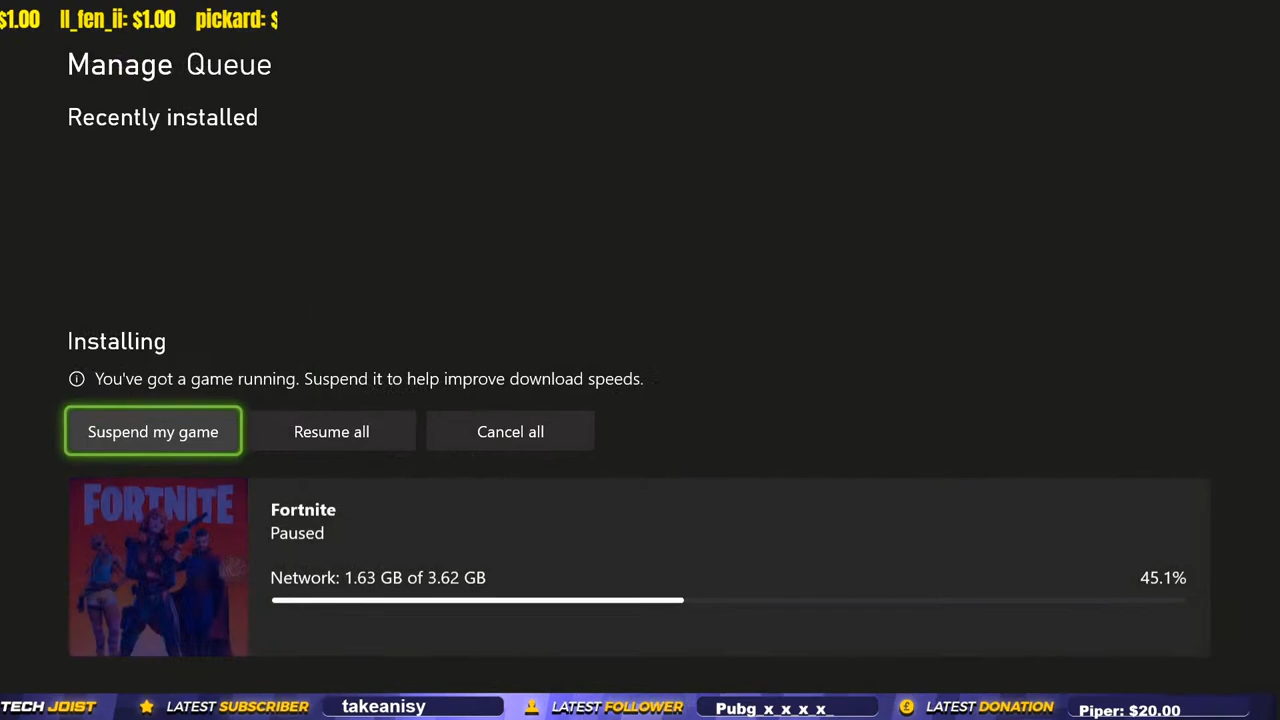 $1.00 ll_fen_ii: $1.00 pickard: $
Manage Queue
Recently installed
Installing
You've got a game running. Suspend it to help improve download speeds.
Suspend my game
Resume all
Cancel all
FORTNITE
Fortnite
Paused
Network: 1.63 GB of 3.62 GB
45.1%
TECH JOIST LATEST SUBSCRIBER takeanisy LATEST FOLLOWER Pubg_x_x_x_ LATEST DONATION Piper: $20.00